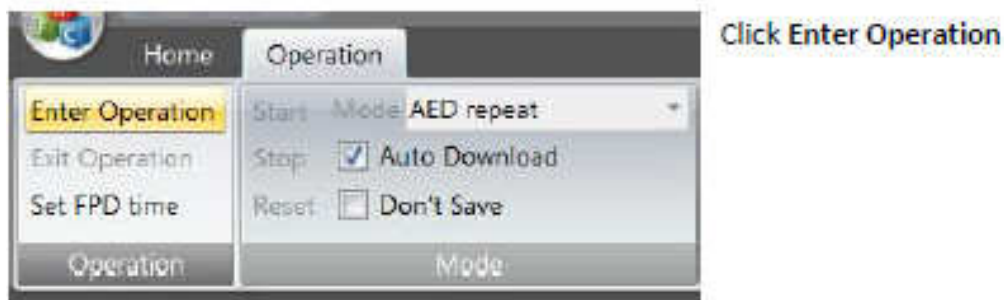 Click Enter Operation
Home Operation
Enter Operation
Exit Operation
Set FPD time
Operation
Start Mode AED repeat
Stop Auto Download
Reset Don't Save
Mode